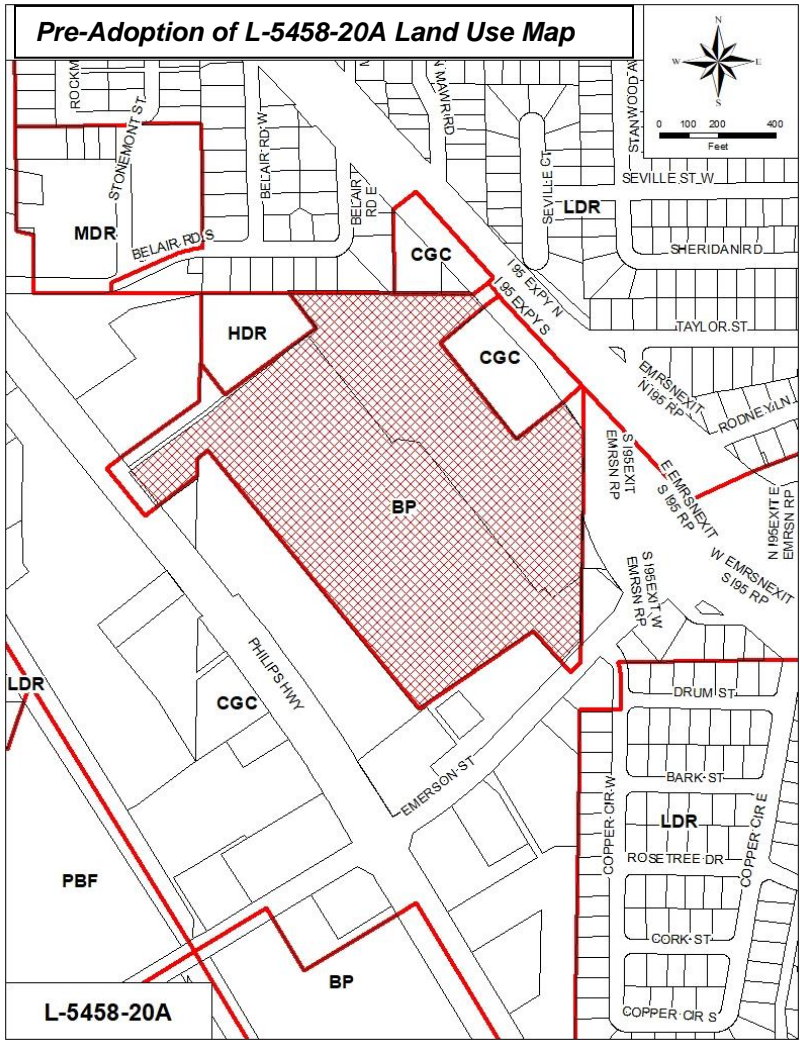 Pre-Adoption of L-5458-20A Land Use Map
N
W
E
S
0 100 200 400
Feet
ROCKM
STONEMONT ST
BELAIR RD W
BELAIR RD E
N MAWR RD
SEVILLE CT
STANWOOD AV
SEVILLE ST W
LDR
SHERIDAN RD
MDR
BELAIR RD S
CGC
I 95 EXPY N
I 95 EXPY S
TAYLOR ST
HDR
CGC
EMRSNEXIT
N I95 RP
RODNEY LN
S I95EXIT
EMRSN RP
E EMRSNEXIT
S I95 RP
N I95EXIT E
EMRSN RP
BP
W EMRSNEXIT
S I95 RP
S I95EXIT W
EMRSN RP
PHILIPS HWY
LDR
CGC
DRUM ST
BARK ST
EMERSON ST
COPPER CIR W
COPPER CIR E
LDR
ROSETREE DR
PBF
CORK ST
BP
COPPER CIR S
L-5458-20A